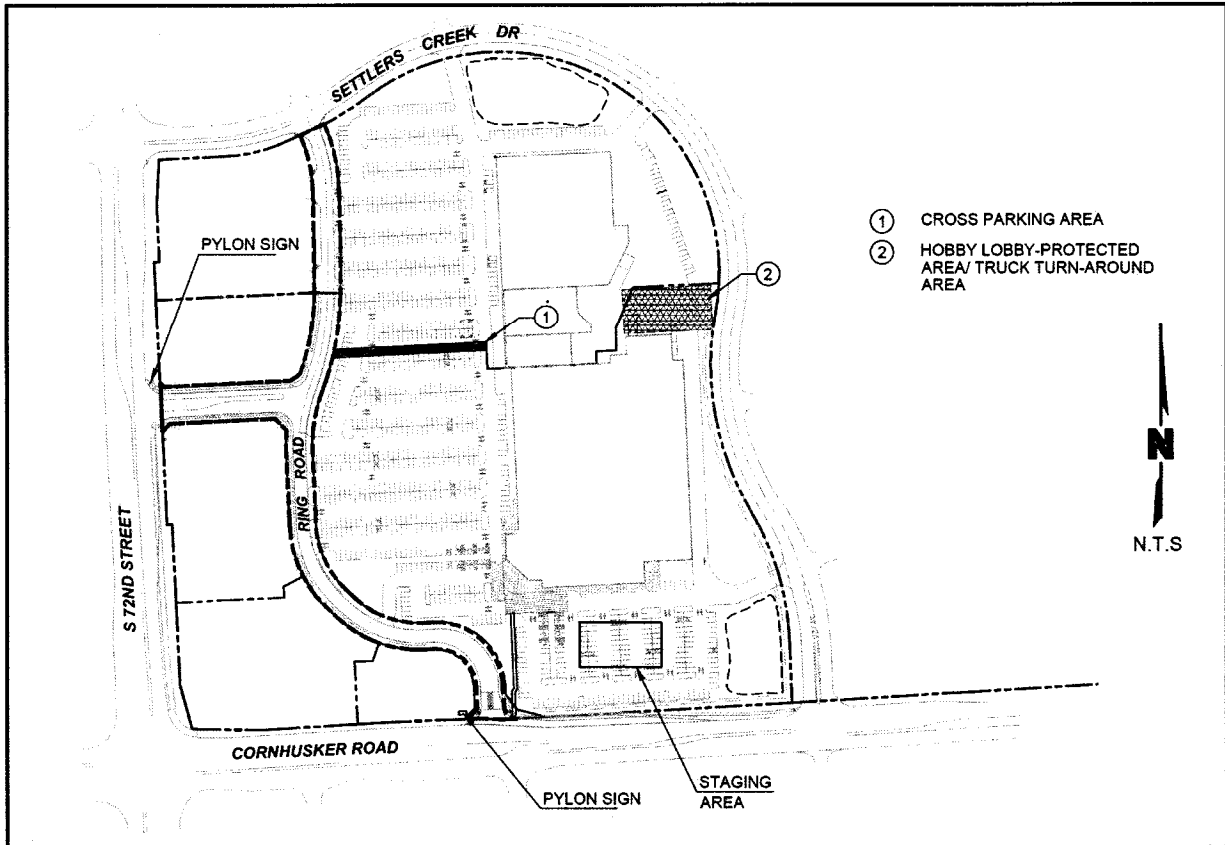 SETTLERS CREEK DR
PYLON SIGN
① CROSS PARKING AREA
② HOBBY LOBBY-PROTECTED
AREA/ TRUCK TURN-AROUND
AREA
②
①
N
N.T.S
RING ROAD
S 72ND STREET
CORNHUSKER ROAD
PYLON SIGN
STAGING
AREA